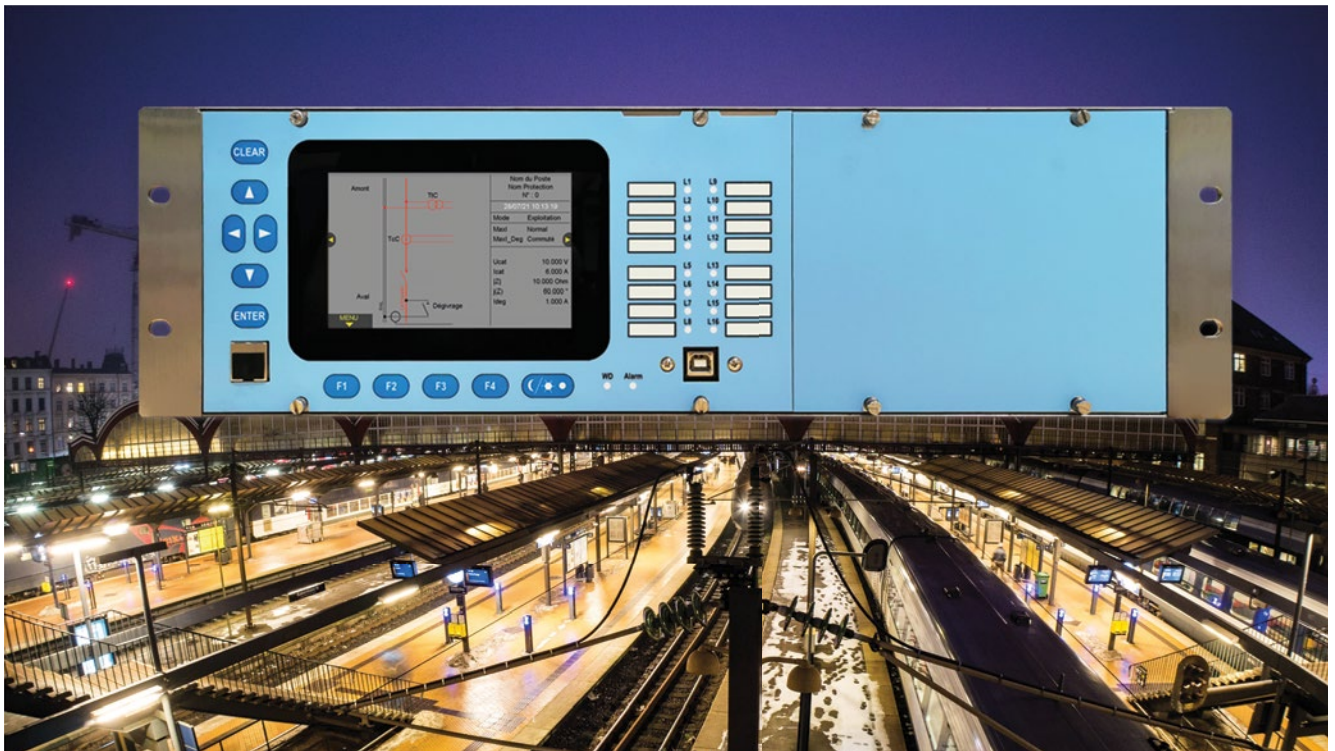 CLEAR
ENTER
Amont
TIC
TcC
Aval
Dégivrage
MENU
Nom du Poste
Nom Protection
N° : 0
28/07/21 10:13:19
Mode Exploitation
MaxI Normal
MaxI_Deg Commuté
Ucat 10.000 V
Icat 6.000 A
|Z| 10.000 Ohm
60.000 °
Ideg 1.000 A
L1 L9
L2 L10
L3 L11
L4 L12
L5 L13
L6 L14
L7 L15
L8 L16
F1 F2 F3 F4
WD Alarm